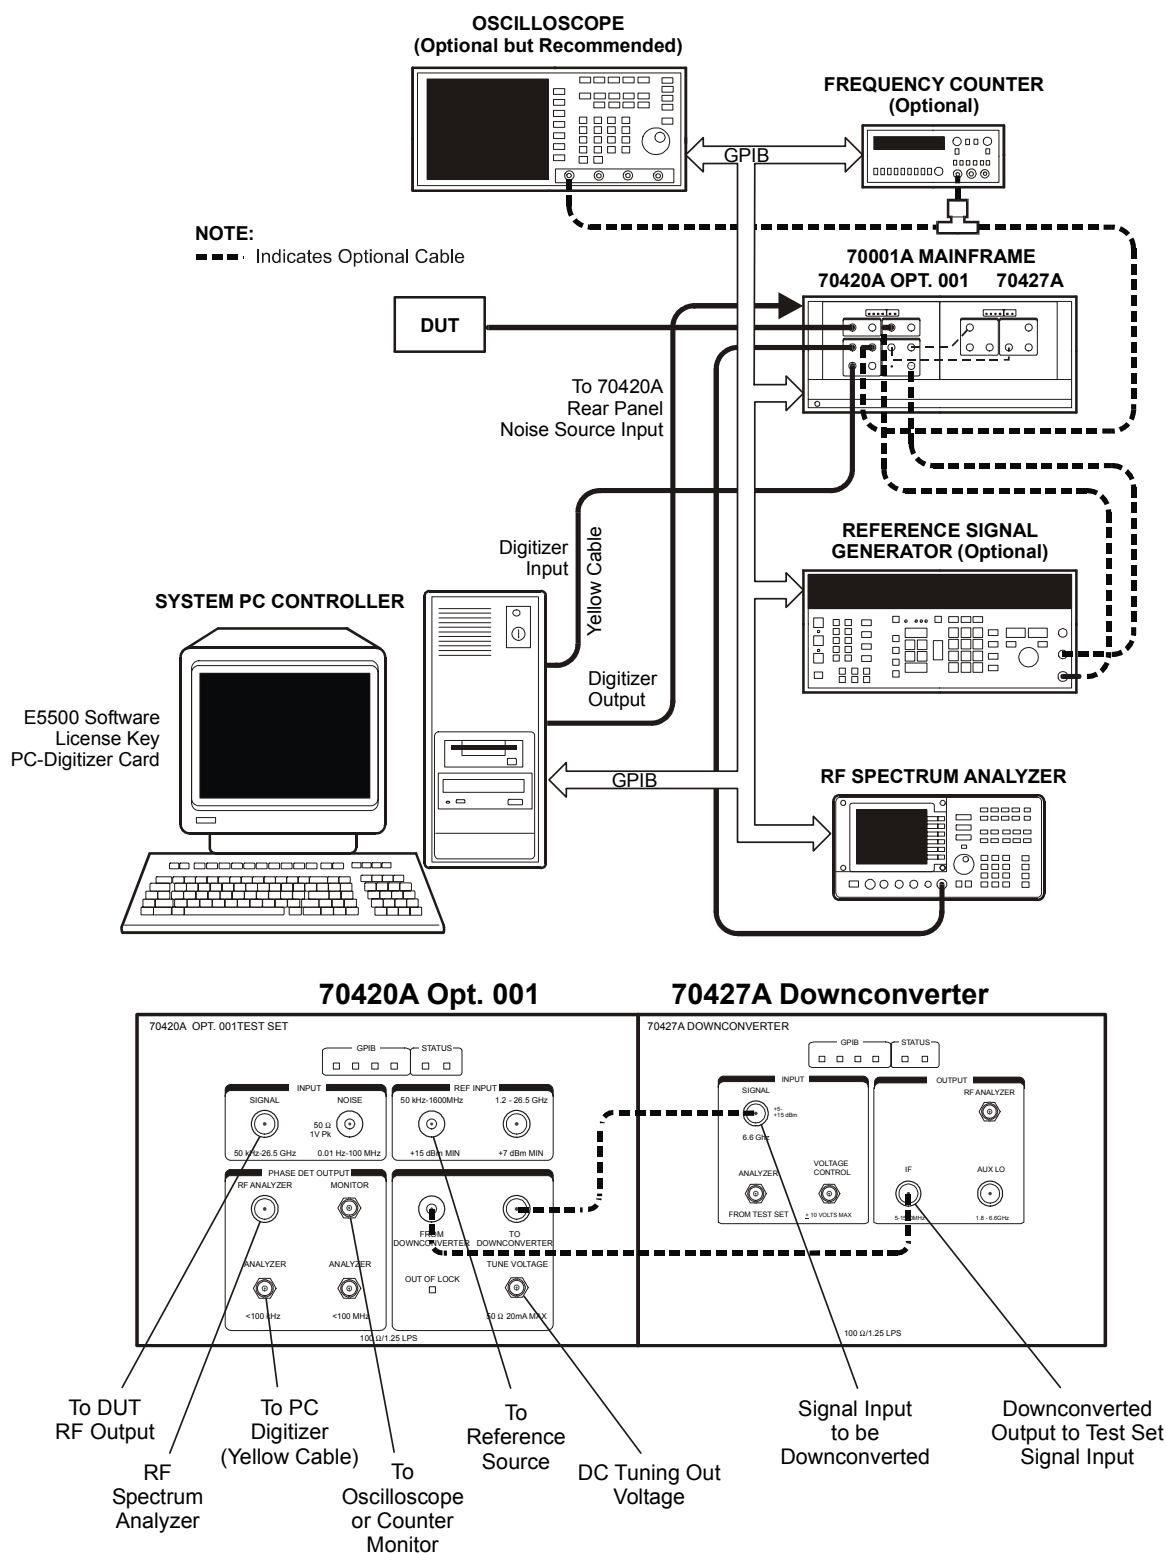 OSCILLOSCOPE
(Optional but Recommended)
FREQUENCY COUNTER
(Optional)
GPIB
NOTE:
Indicates Optional Cable
70001A MAINFRAME
70420A OPT. 001 70427A
DUT
To 70420A
Rear Panel
Noise Source Input
REFERENCE SIGNAL
GENERATOR (Optional)
Digitizer
Input
Yellow Cable
SYSTEM PC CONTROLLER
Digitizer
Output
E5500 Software
License Key
PC-Digitizer Card
GPIB
RF SPECTRUM ANALYZER
70420A Opt. 001
70427A Downconverter
70420A OPT. 001TEST SET
GPIB
STATUS
INPUT
SIGNAL
NOISE
50 Ω
1V Pk
50 kHz-26.5 GHz
0.01 Hz-100 MHz
REF INPUT
50 kHz-1600MHz
1.2 - 26.5 GHz
+15 dBm MIN
+7 dBm MIN
PHASE DET OUTPUT
RF ANALYZER
MONITOR
ANALYZER
ANALYZER
<100 kHz
<100 MHz
FROM
DOWNCONVERTER
TO
DOWNCONVERTER
OUT OF LOCK
TUNE VOLTAGE
50 Ω 20mA MAX
100 Ω/1.25 LPS
70427A DOWNCONVERTER
GPIB
STATUS
INPUT
SIGNAL
+5-
+15 dBm
6.6 Ghz
ANALYZER
FROM TEST SET
VOLTAGE
CONTROL
± 10 VOLTS MAX
OUTPUT
RF ANALYZER
IF
AUX LO
1.8 - 6.6GHz
100 Ω/1.25 LPS
To DUT
RF Output
RF
Spectrum
Analyzer
To PC
Digitizer
(Yellow Cable)
To
Oscilloscope
or Counter
Monitor
To
Reference
Source
DC Tuning Out
Voltage
Signal Input
to be
Downconverted
Downconverted
Output to Test Set
Signal Input